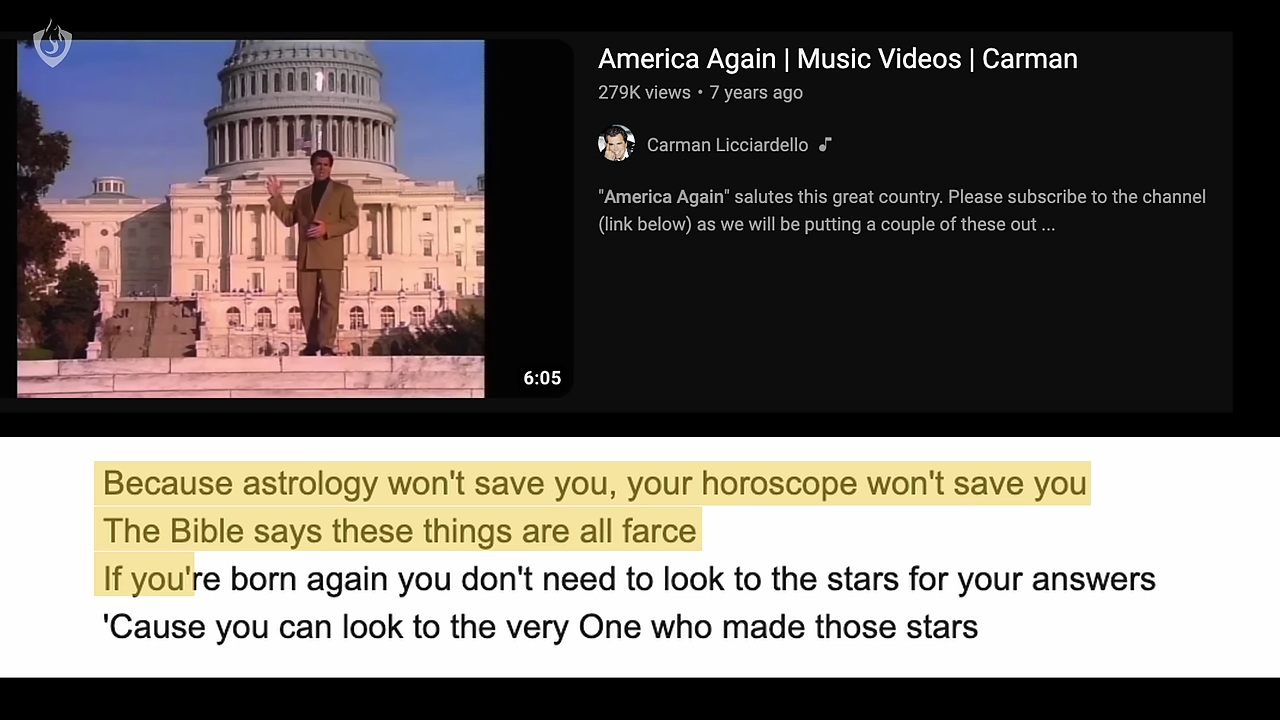 America Again | Music Videos | Carman
279K views • 7 years ago
Carman Licciardello
"America Again" salutes this great country. Please subscribe to the channel
(link below) as we will be putting a couple of these out ...
6:05
Because astrology won't save you, your horoscope won't save you
The Bible says these things are all farce
If you're born again you don't need to look to the stars for your answers
'Cause you can look to the very One who made those stars